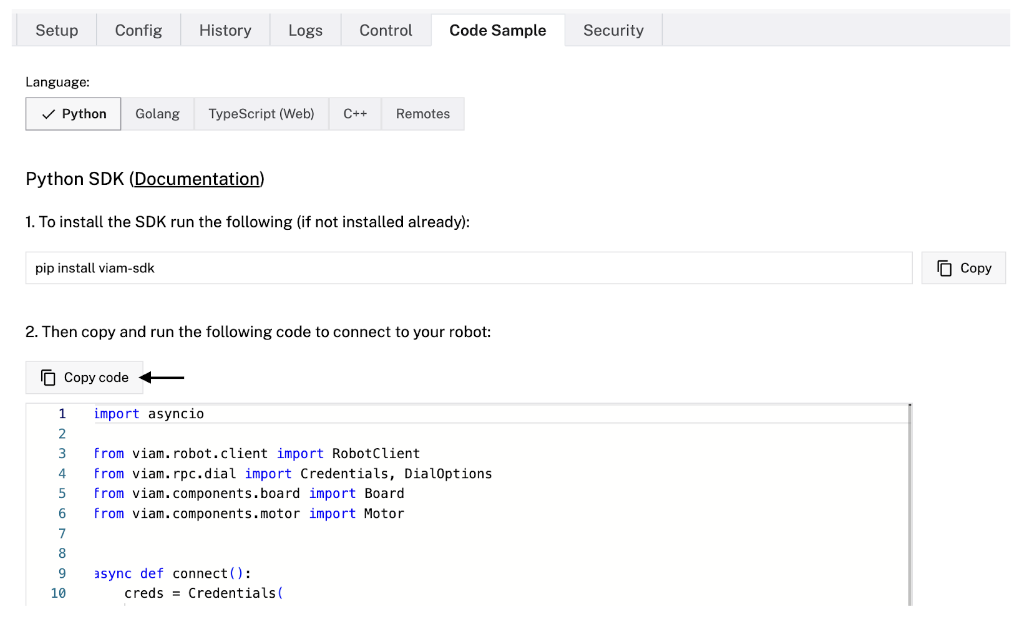 Setup Config History Logs Control Code Sample Security
Language:
Python Golang TypeScript (Web) C++ Remotes
Python SDK (Documentation)
1. To install the SDK run the following (if not installed already):
pip install viam-sdk Copy
2. Then copy and run the following code to connect to your robot:
Copy code
1 import asyncio
2
3 from viam.robot.client import RobotClient
4 from viam.rpc.dial import Credentials, DialOptions
5 from viam.components.board import Board
6 from viam.components.motor import Motor
7
8
9 async def connect():
10 creds = Credentials(